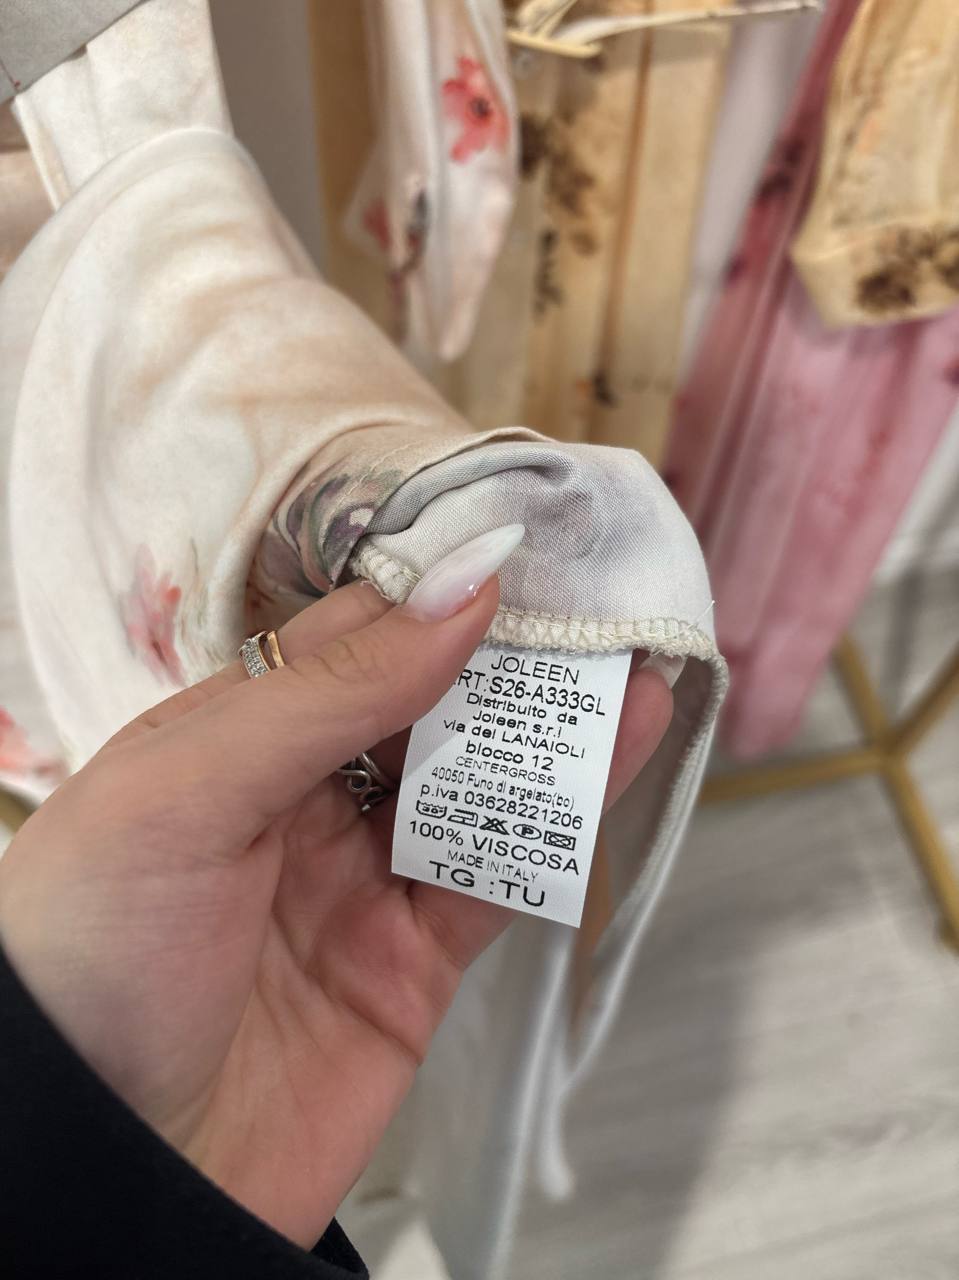 JOLEEN
RT:S26-A333GL
Distribuito da
Joleen s.r.l
via dei LANAIOLI
blocco 12
CENTERGROSS
40050 Funo di argelato(bo)
p.iva 03628221206
100% VISCOSA
MADE IN ITALY
TG :TU